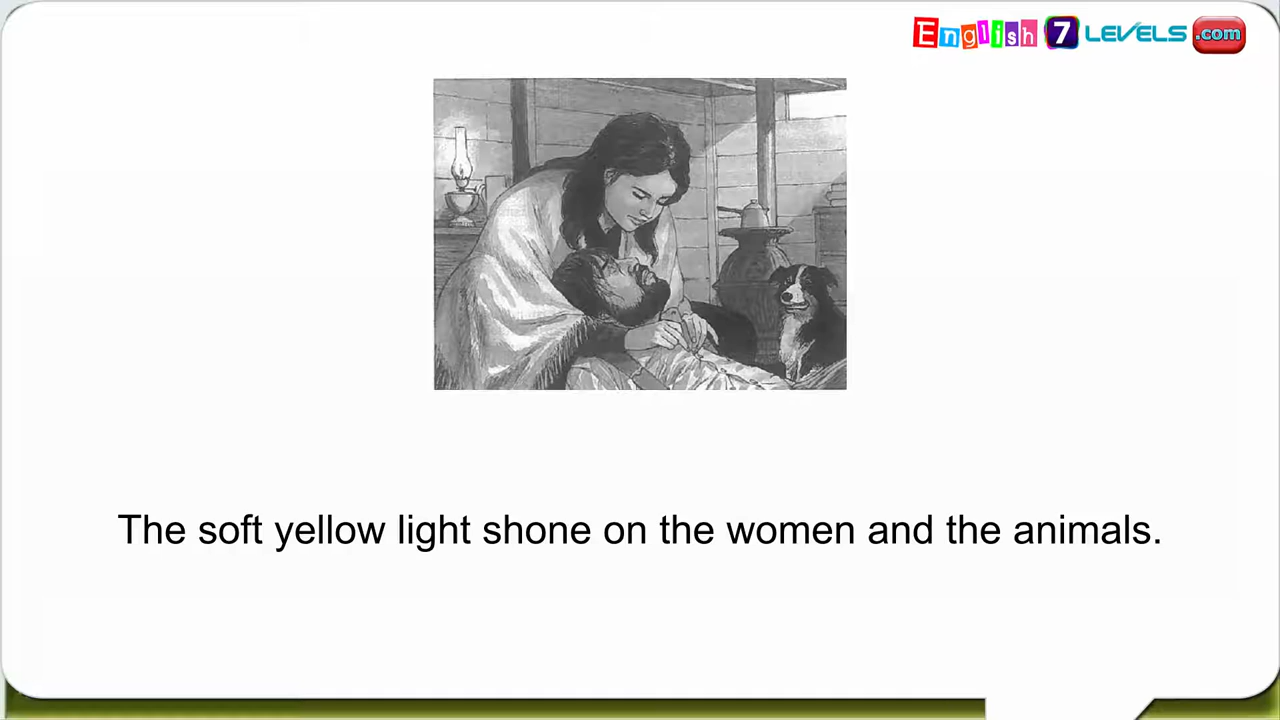 English 7 LEVELS .com
The soft yellow light shone on the women and the animals.